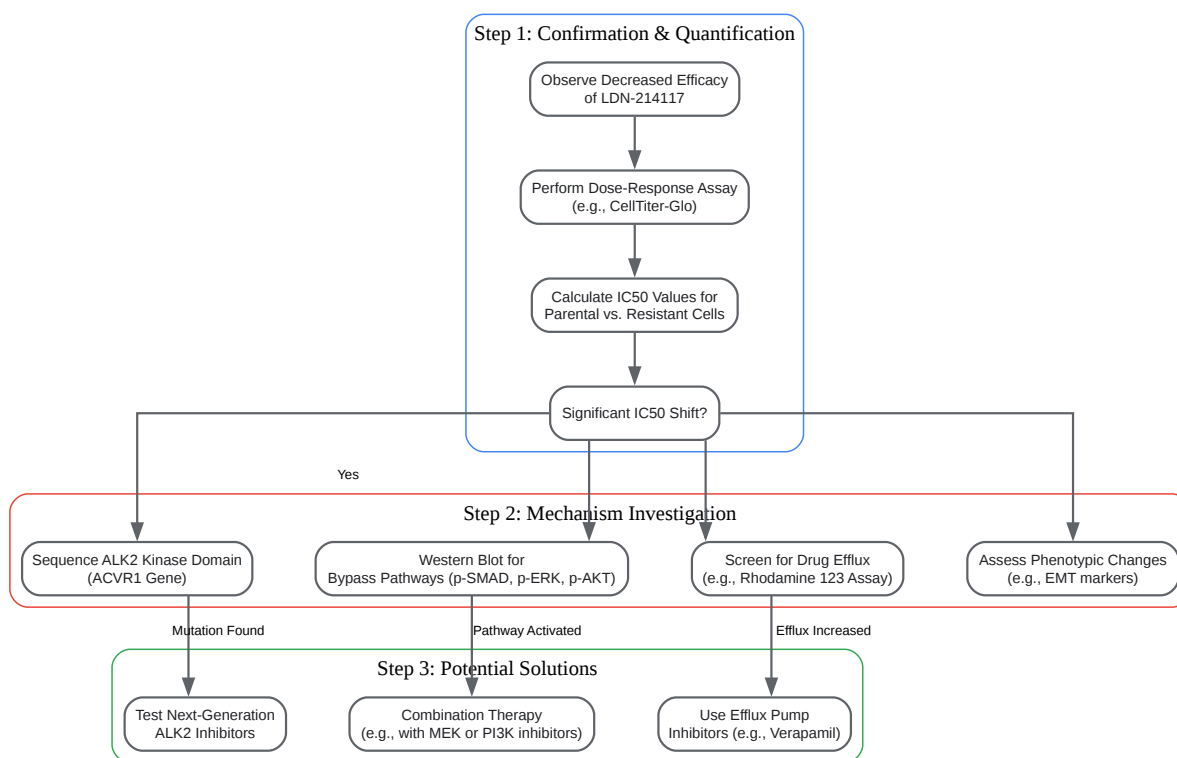 Step 1: Confirmation & Quantification
Observe Decreased Efficacy
of LDN-214117
Perform Dose-Response Assay
(e.g., CellTiter-Glo)
Calculate IC50 Values for
Parental vs. Resistant Cells
Significant IC50 Shift?
Yes
Step 2: Mechanism Investigation
Sequence ALK2 Kinase Domain
(ACVR1 Gene)
Western Blot for
Bypass Pathways (p-SMAD, p-ERK, p-AKT)
Screen for Drug Efflux
(e.g., Rhodamine 123 Assay)
Assess Phenotypic Changes
(e.g., EMT markers)
Mutation Found
Pathway Activated
Efflux Increased
Step 3: Potential Solutions
Test Next-Generation
ALK2 Inhibitors
Combination Therapy
(e.g., with MEK or PI3K inhibitors)
Use Efflux Pump
Inhibitors (e.g., Verapamil)